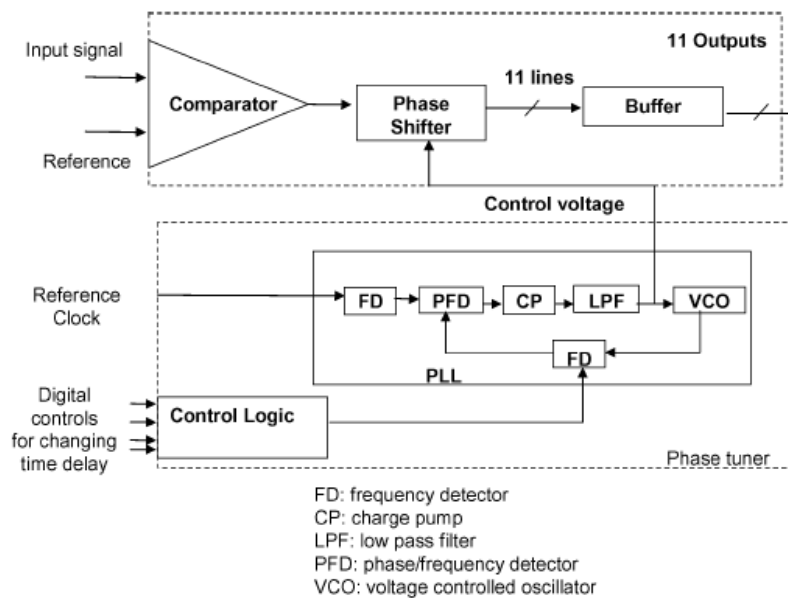 Input signal
11 Outputs
Comparator
Phase
Shifter
11 lines
Buffer
Reference
Control voltage
Reference
Clock
FD
PFD
CP
LPF
VCO
FD
PLL
Digital
controls
for changing
time delay
Control Logic
Phase tuner
FD: frequency detector
CP: charge pump
LPF: low pass filter
PFD: phase/frequency detector
VCO: voltage controlled oscillator